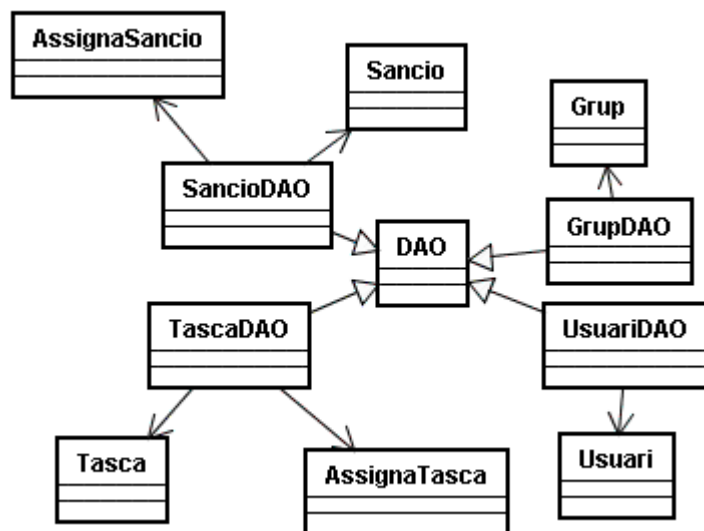 AssignaSancio
Sancio
Grup
SancioDAO
GrupDAO
DAO
TascaDAO
UsuariDAO
Tasca
AssignaTasca
Usuari